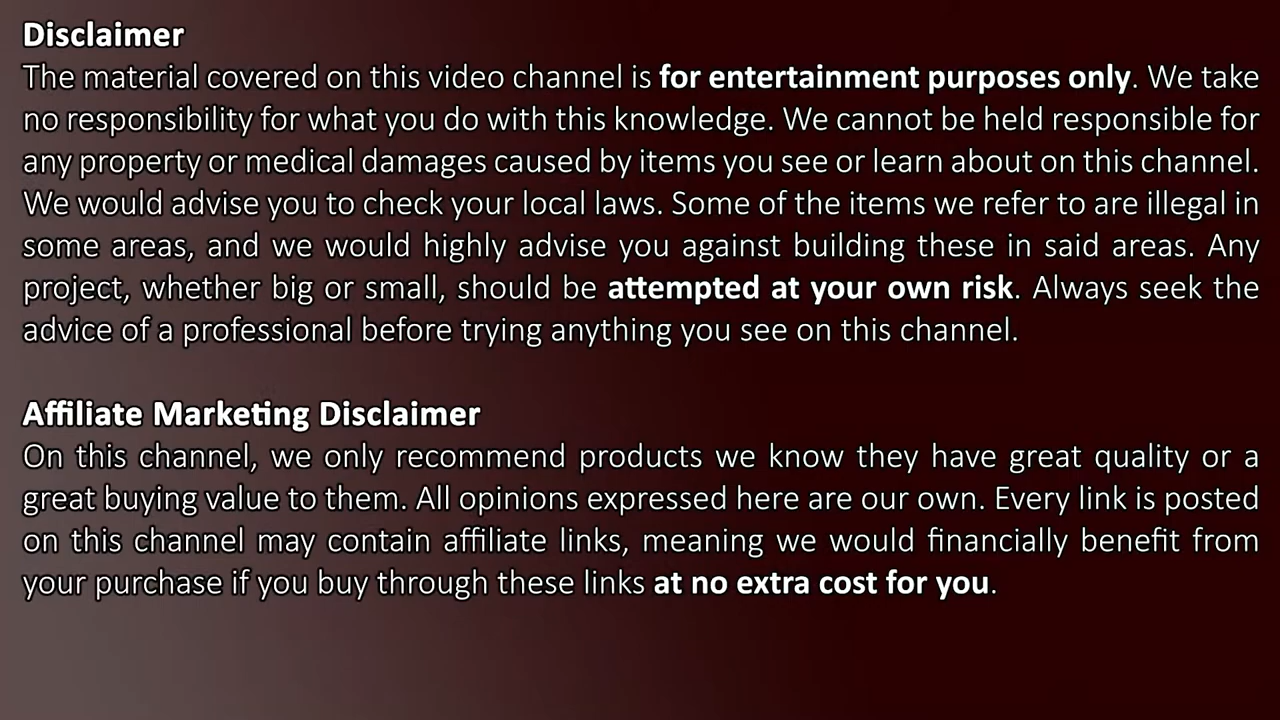 Disclaimer
The material covered on this video channel is for entertainment purposes only. We take
no responsibility for what you do with this knowledge. We cannot be held responsible for
any property or medical damages caused by items you see or learn about on this channel.
We would advise you to check your local laws. Some of the items we refer to are illegal in
some areas, and we would highly advise you against building these in said areas. Any
project, whether big or small, should be attempted at your own risk. Always seek the
advice of a professional before trying anything you see on this channel.
Affiliate Marketing Disclaimer
On this channel, we only recommend products we know they have great quality or a
great buying value to them. All opinions expressed here are our own. Every link is posted
on this channel may contain affiliate links, meaning we would financially benefit from
your purchase if you buy through these links at no extra cost for you.